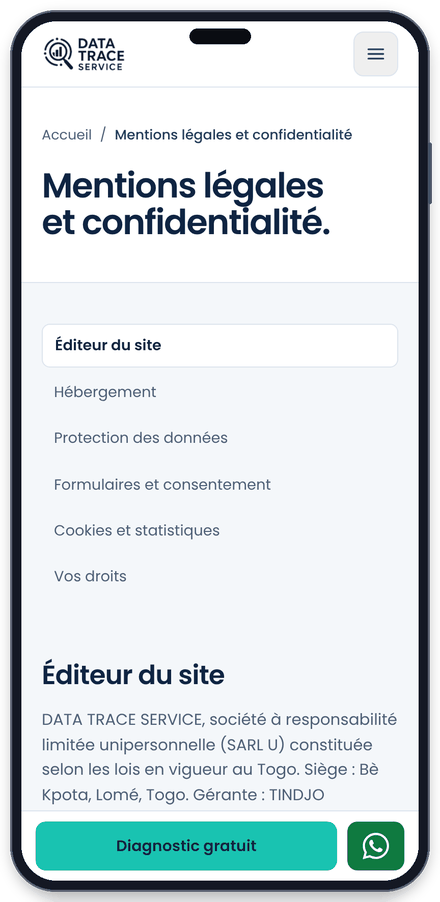 DATA
TRACE
SERVICE
Accueil / Mentions légales et confidentialité
Mentions légales
et confidentialité.
Éditeur du site
Hébergement
Protection des données
Formulaires et consentement
Cookies et statistiques
Vos droits
Éditeur du site
DATA TRACE SERVICE, société à responsabilité
limitée unipersonnelle (SARL U) constituée
selon les lois en vigueur au Togo. Siège : Bè
Kpota, Lomé, Togo. Gérante : TINDJO
Diagnostic gratuit